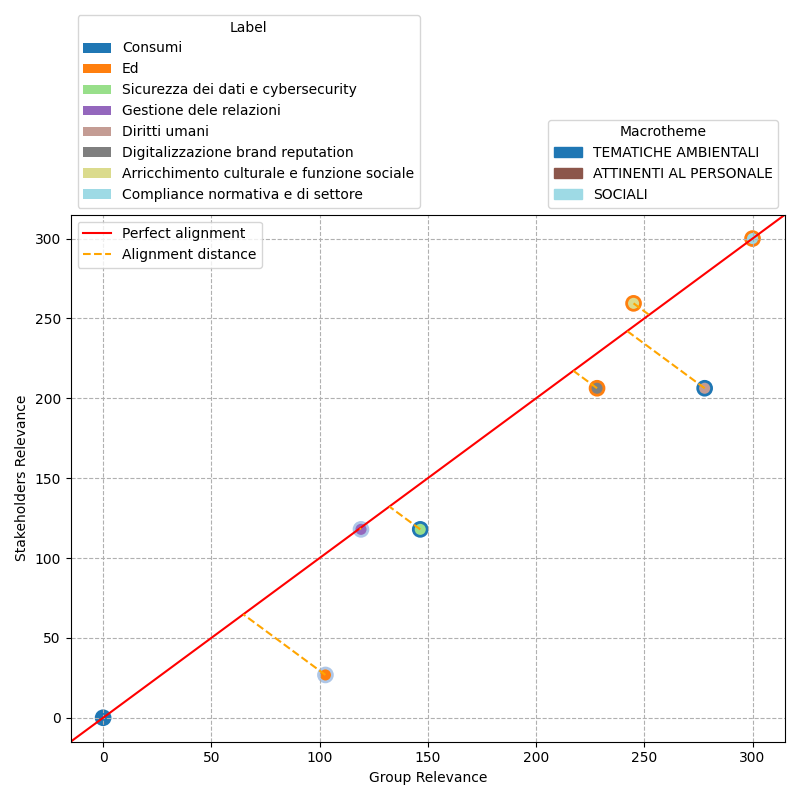 Label
Consumi
Ed
Sicurezza dei dati e cybersecurity
Gestione dele relazioni
Diritti umani
Digitalizzazione brand reputation
Arricchimento culturale e funzione sociale
Compliance normativa e di settore
Macrotheme
TEMATICHE AMBIENTALI
ATTINENTI AL PERSONALE
SOCIALI
Perfect alignment
Alignment distance
Stakeholders Relevance
300
250
200
150
100
50
0
0 50 100 150 200 250 300
Group Relevance